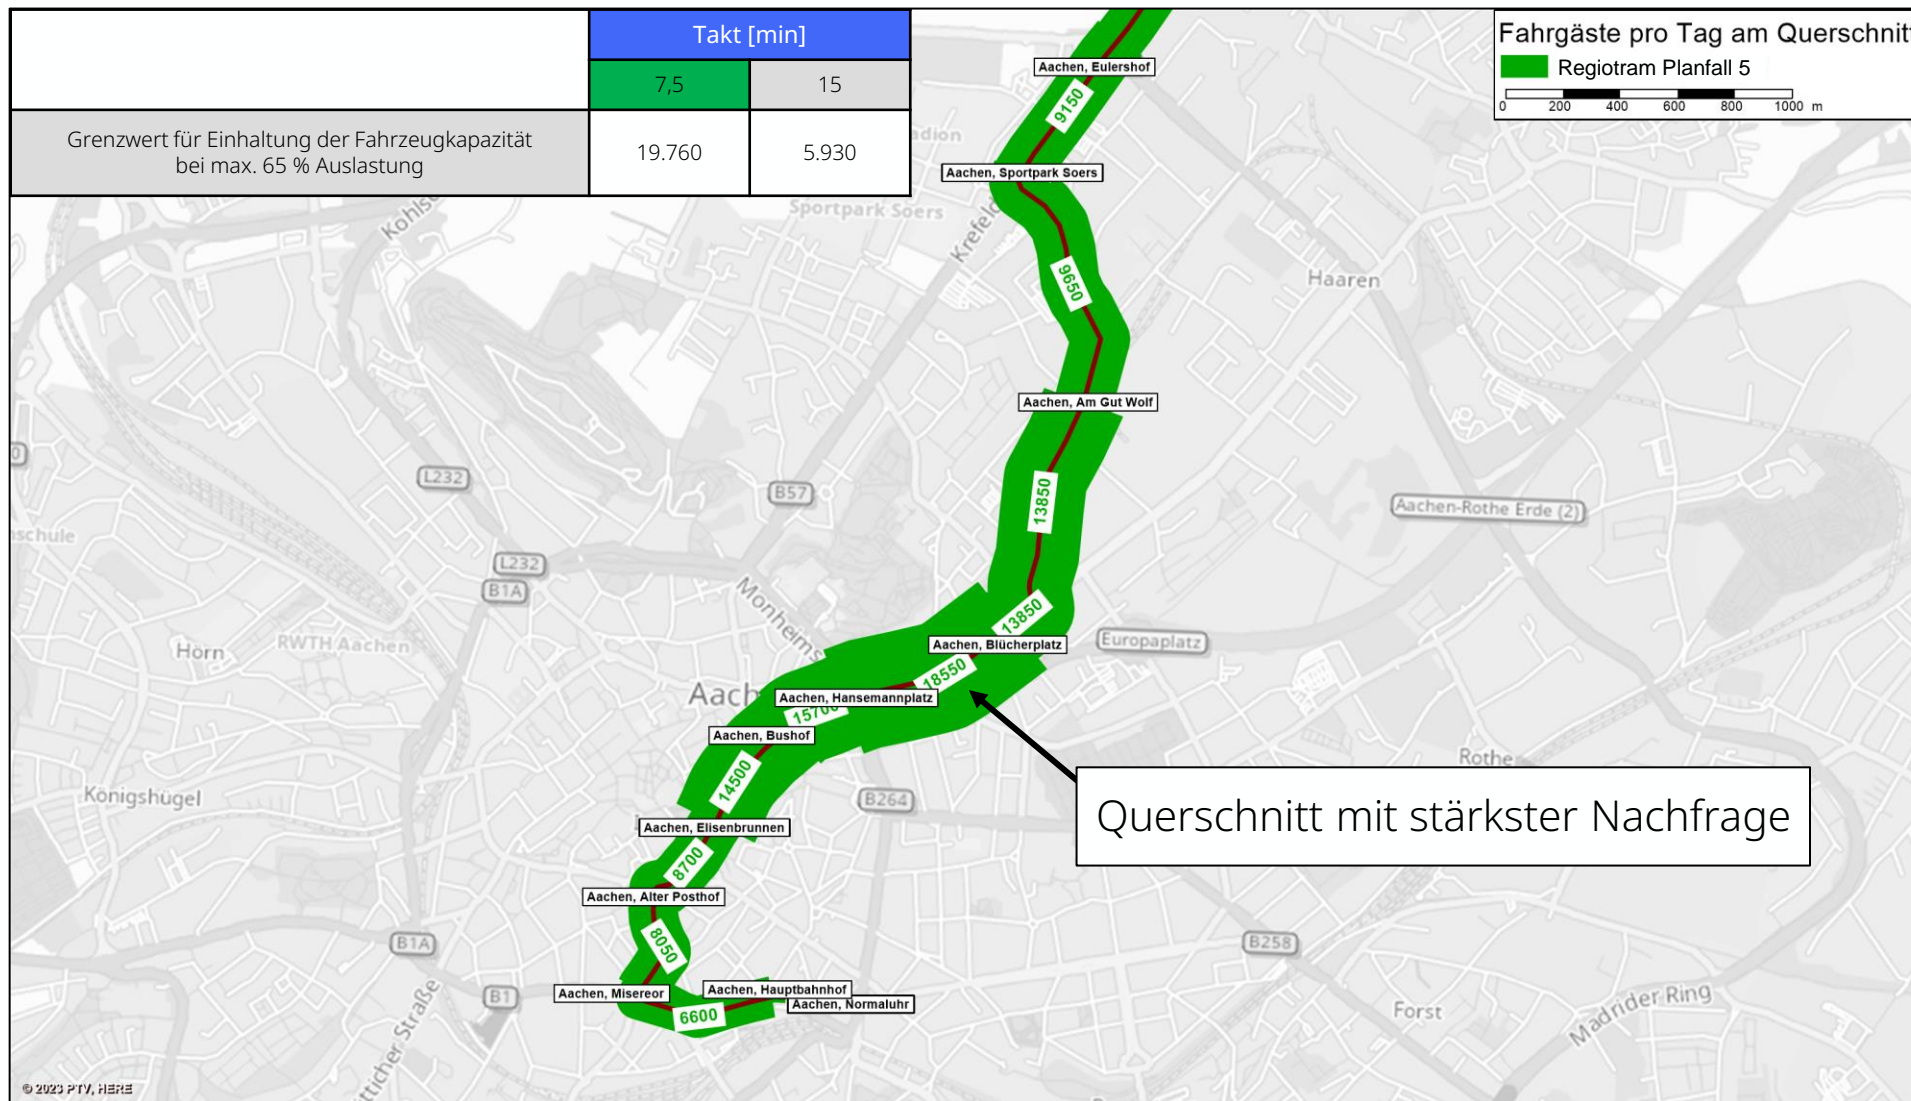 Takt [min]
7,5
15
Grenzwert für Einhaltung der Fahrzeugkapazität
bei max. 65 % Auslastung
19.760
5.930
Fahrgäste pro Tag am Querschnitt
Regiotram Planfall 5
0 200 400 600 800 1000 m
Aachen, Eulershof
9150
Aachen, Sportpark Soers
Sportpark Soers
9650
Haaren
Aachen, Am Gut Wolf
L232
B57
13850
Aachen-Rothe Erde (2)
L232
B1A
13850
RWTH Aachen
Hörn
Aachen, Blücherplatz
Europaplatz
18550
Aachen, Hansemannplatz
Aachen, Bushof
14500
Rothe
Königshügel
B264
Querschnitt mit stärkster Nachfrage
Aachen, Elisenbrunnen
8700
Aachen, Alter Posthof
8050
B1A
B258
Aachen, Misereor
Aachen, Hauptbahnhof
B1
Aachen, Normaluhr
6600
Forst
Madrider Ring
© 2023 PTV, HERE